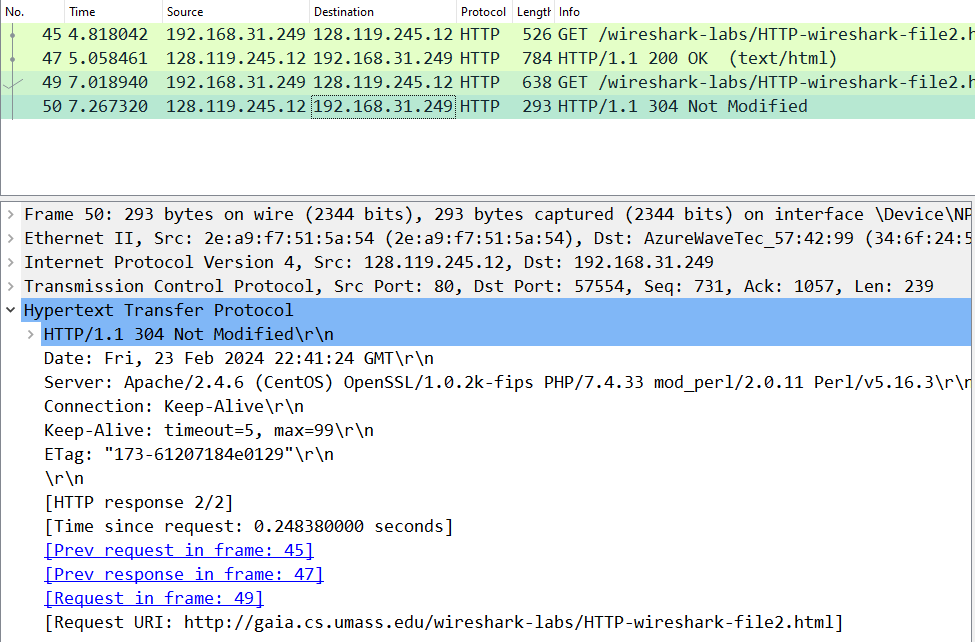 No. Time Source Destination Protocol Length Info
45 4.818042 192.168.31.249 128.119.245.12 HTTP 526 GET /wireshark-labs/HTTP-wireshark-file2.h
47 5.058461 128.119.245.12 192.168.31.249 HTTP 784 HTTP/1.1 200 OK (text/html)
49 7.018940 192.168.31.249 128.119.245.12 HTTP 638 GET /wireshark-labs/HTTP-wireshark-file2.h
50 7.267320 128.119.245.12 192.168.31.249 HTTP 293 HTTP/1.1 304 Not Modified
Frame 50: 293 bytes on wire (2344 bits), 293 bytes captured (2344 bits) on interface \Device\NP
Ethernet II, Src: 2e:a9:f7:51:5a:54 (2e:a9:f7:51:5a:54), Dst: AzureWaveTec_57:42:99 (34:6f:24:5
Internet Protocol Version 4, Src: 128.119.245.12, Dst: 192.168.31.249
Transmission Control Protocol, Src Port: 80, Dst Port: 57554, Seq: 731, Ack: 1057, Len: 239
Hypertext Transfer Protocol
HTTP/1.1 304 Not Modified\r\n
Date: Fri, 23 Feb 2024 22:41:24 GMT\r\n
Server: Apache/2.4.6 (CentOS) OpenSSL/1.0.2k-fips PHP/7.4.33 mod_perl/2.0.11 Perl/v5.16.3\r\n
Connection: Keep-Alive\r\n
Keep-Alive: timeout=5, max=99\r\n
ETag: "173-61207184e0129"\r\n
\r\n
[HTTP response 2/2]
[Time since request: 0.248380000 seconds]
[Prev request in frame: 45]
[Prev response in frame: 47]
[Request in frame: 49]
[Request URI: http://gaia.cs.umass.edu/wireshark-labs/HTTP-wireshark-file2.html]